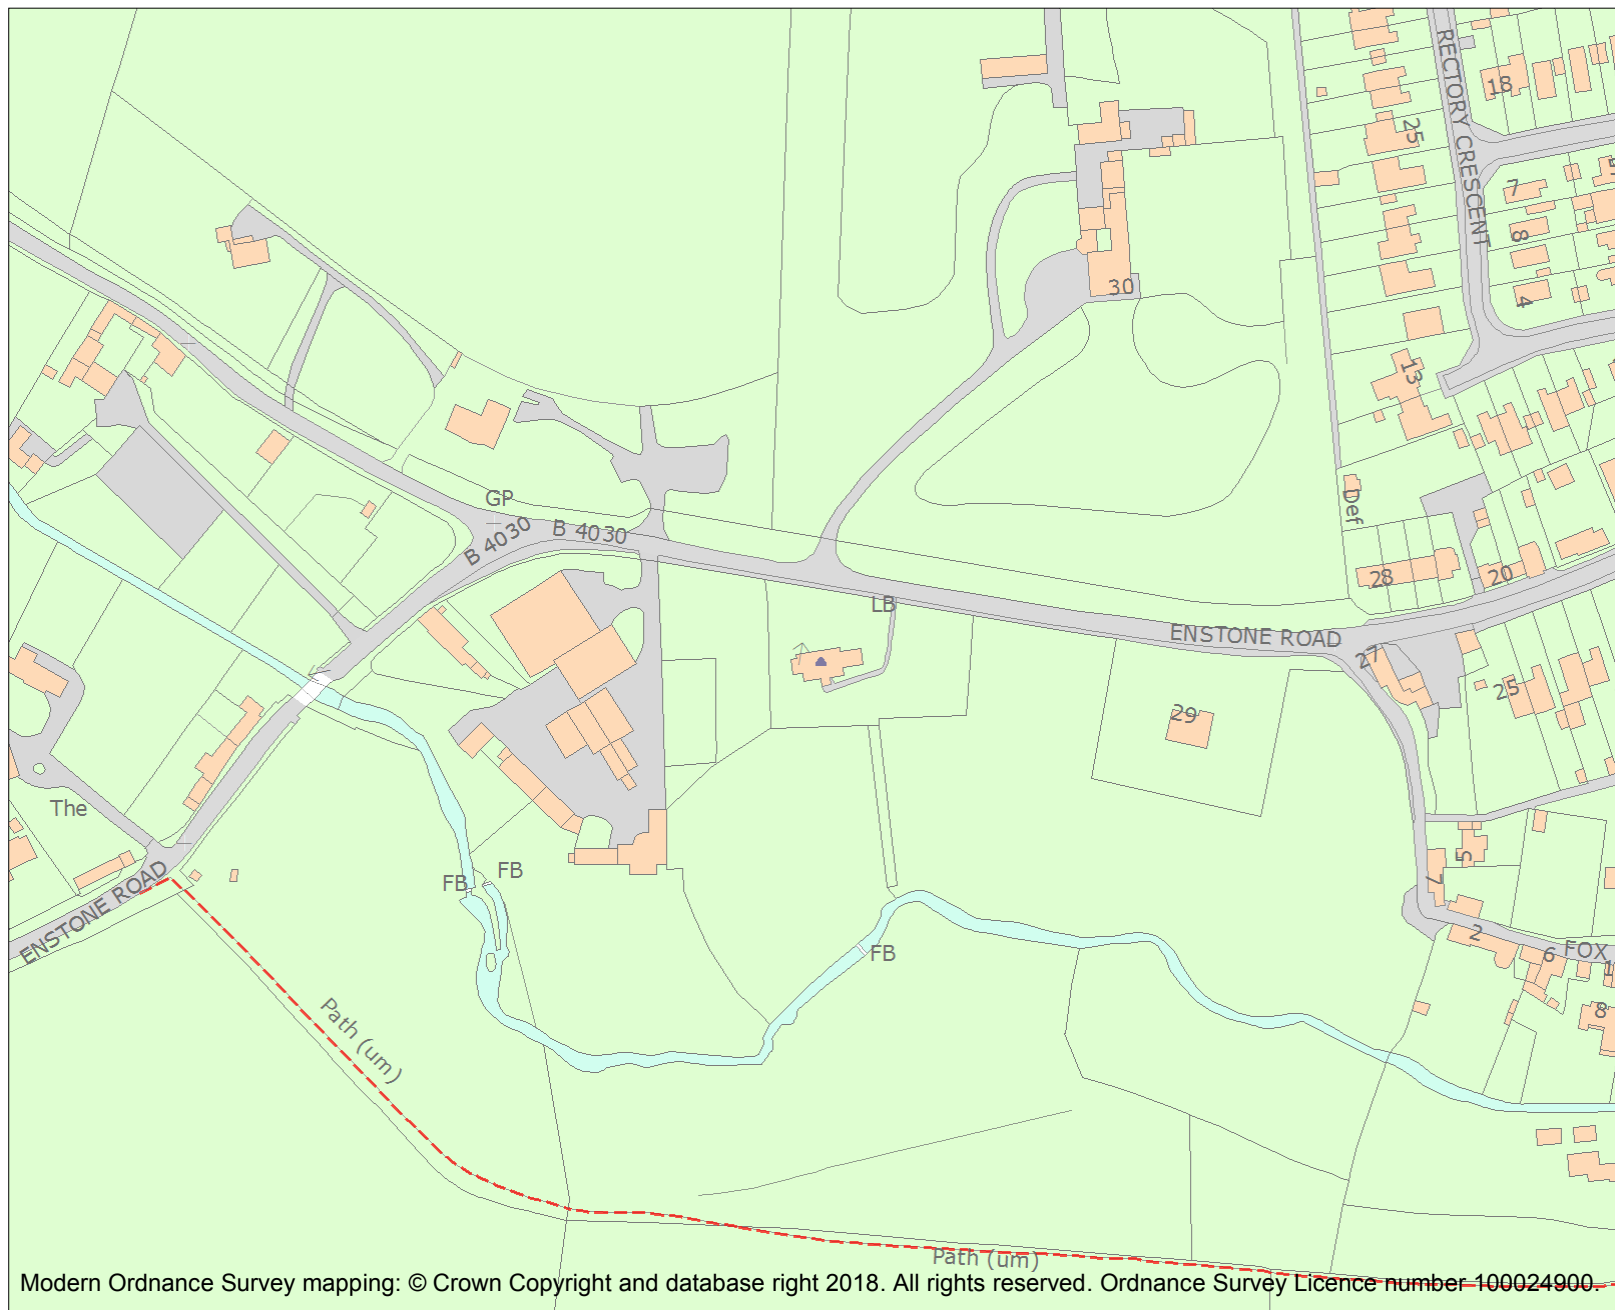 RECTORY CRESCENT
18
25
7
5
8
30
4
13
GP
B 4030
B 4030
Def
28
20
LB
ENSTONE ROAD
27
25
29
The
5
7
FB
FB
ENSTONE ROAD
2
6
FOX
1
FB
8
Path (um)
Path (um)
Modern Ordnance Survey mapping: © Crown Copyright and database right 2018. All rights reserved. Ordnance Survey Licence number 100024900.